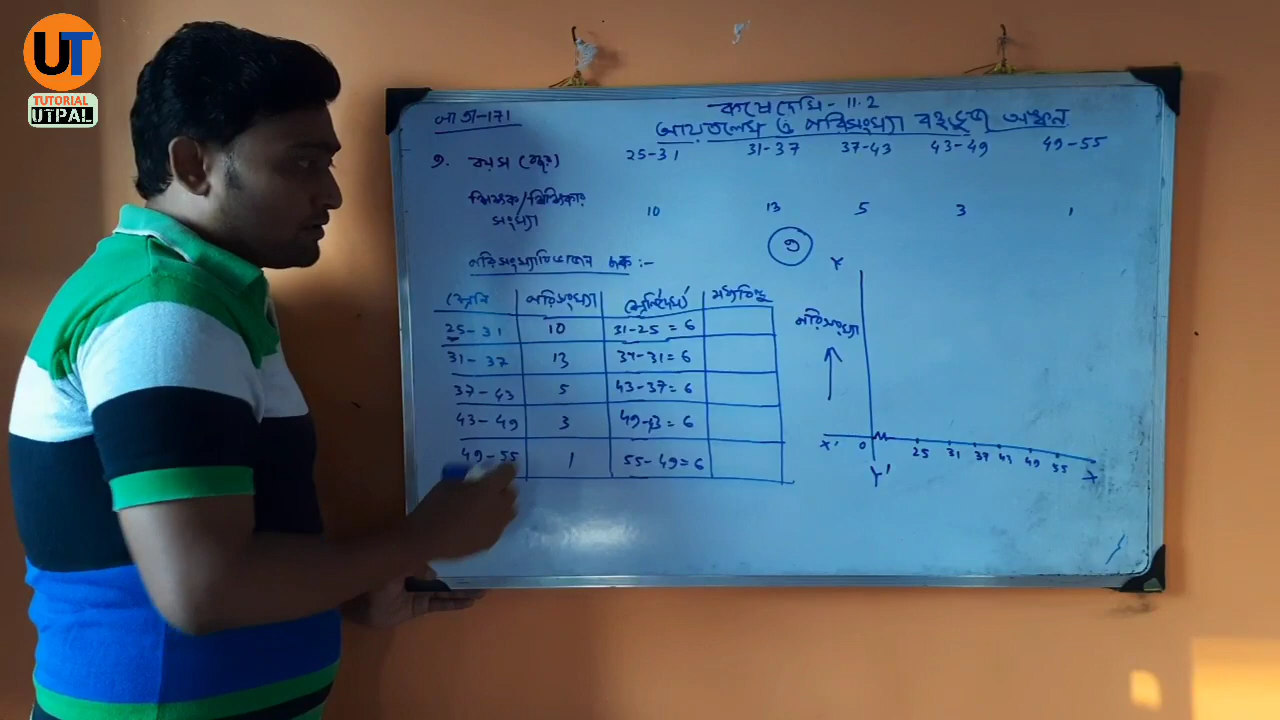 UT
TUTORIAL
UTPAL
পাতা-171
কষে দেখি - 11.2
আয়তলেখ ও পরিসংখ্যা বহুভুজ অঙ্কন
৩. বয়স (বছর) 25-31 31-37 37-43 43-49 49-55
শিক্ষক/শিক্ষিকার
সংখ্যা 10 13 5 3 1
৩
পরিসংখ্যাবিভাজন ছক :-
শ্রেণি পরিসংখ্যা শ্রেণিদৈর্ঘ্য মধ্যবিন্দু
25-31 10 31-25 = 6
31-37 13 37-31 = 6
37-43 5 43-37 = 6
43-49 3 49-43 = 6
49-55 1 55-49 = 6
Y
পরিসংখ্যা
X' 0 25 31 37 43 49 55 X
Y'